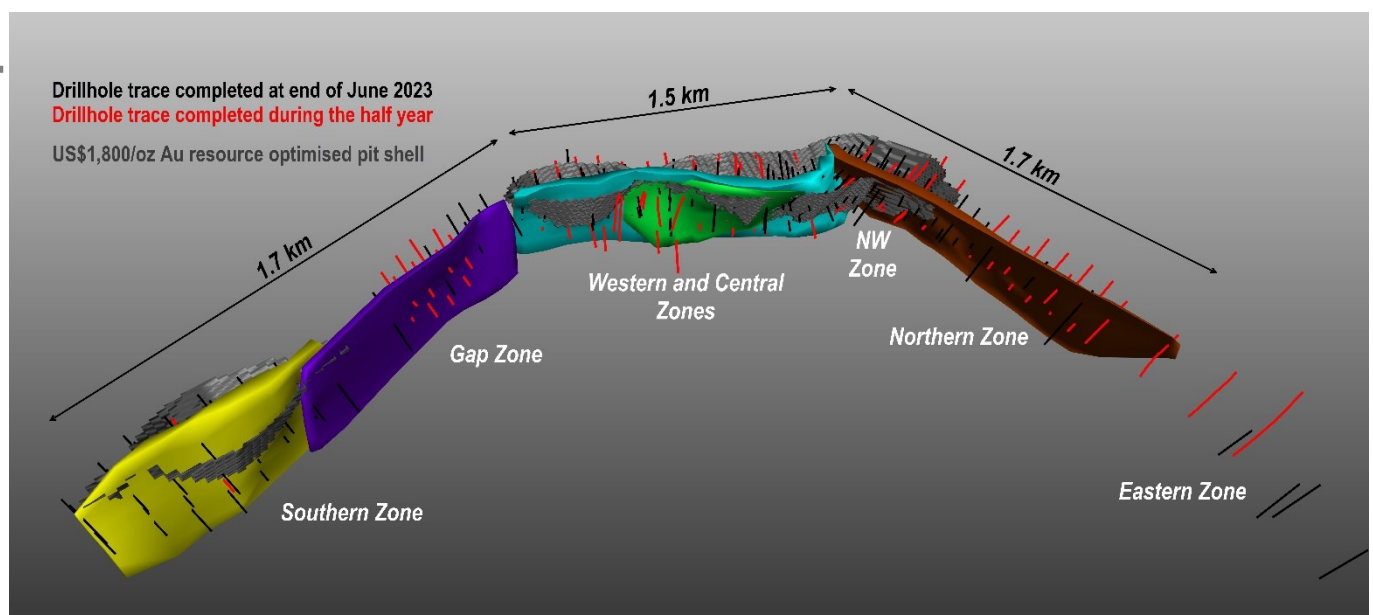 Drillhole trace completed at end of June 2023
Drillhole trace completed during the half year
US$1,800/oz Au resource optimised pit shell
1.5 km
1.7 km
1.7 km
NW
Zone
Western and Central
Zones
Northern Zone
Gap Zone
Eastern Zone
Southern Zone